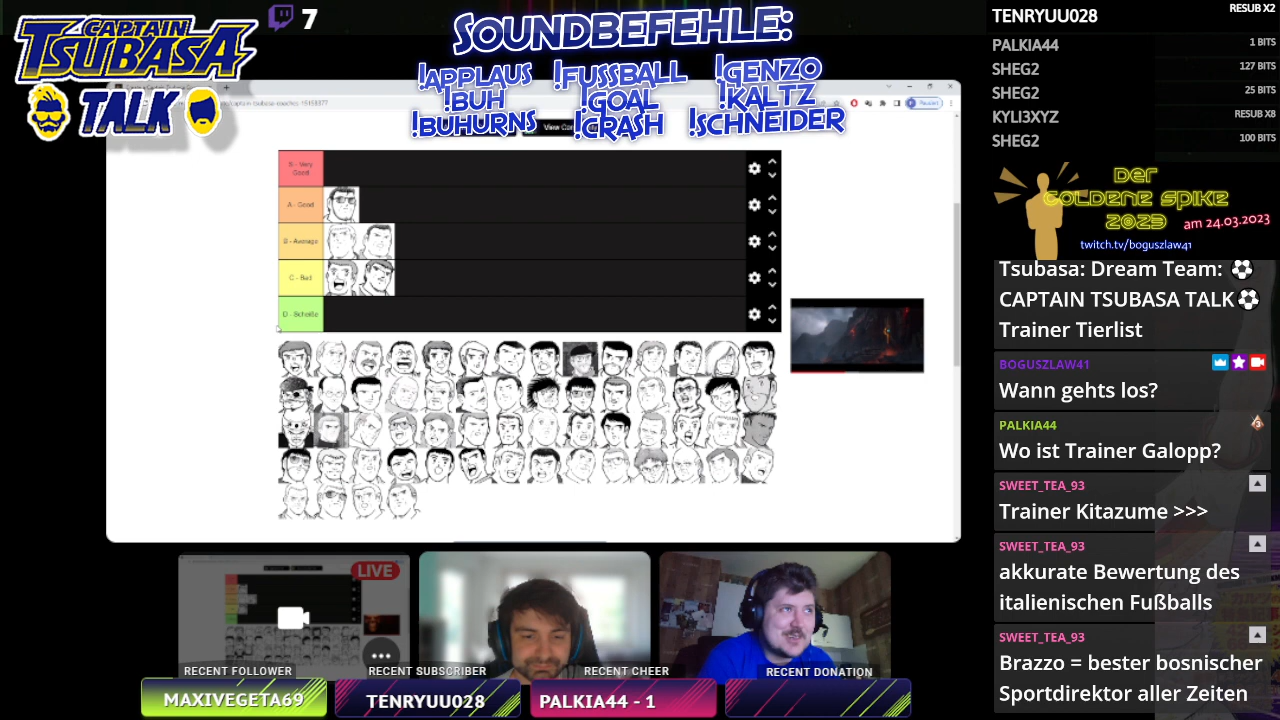 CAPTAIN
TSUBASA
TALK
7
SOUNDBEFEHLE:
!APPLAUS !FUSSBALL !GENZO
!BUH !GOAL !KALTZ
!BUHURNS !CRASH !SCHNEIDER
View Com
S - Very
Good
A - Good
B - Average
C - Bad
D - Scheiße
TENRYUU028 RESUB X2
PALKIA44 1 BITS
SHEG2 127 BITS
SHEG2 25 BITS
KYLI3XYZ RESUB X8
SHEG2 100 BITS
DER
GOLDENE SPIKE
2023 am 24.03.2023
twitch.tv/boguszlaw41
Tsubasa: Dream Team:
CAPTAIN TSUBASA TALK
Trainer Tierlist
BOGUSZLAW41
Wann gehts los?
PALKIA44
Wo ist Trainer Galopp?
SWEET_TEA_93
Trainer Kitazume >>>
SWEET_TEA_93
akkurate Bewertung des
italienischen Fußballs
SWEET_TEA_93
Brazzo = bester bosnischer
Sportdirektor aller Zeiten
LIVE
RECENT FOLLOWER RECENT SUBSCRIBER RECENT CHEER RECENT DONATION
MAXIVEGETA69 TENRYUU028 PALKIA44 - 1